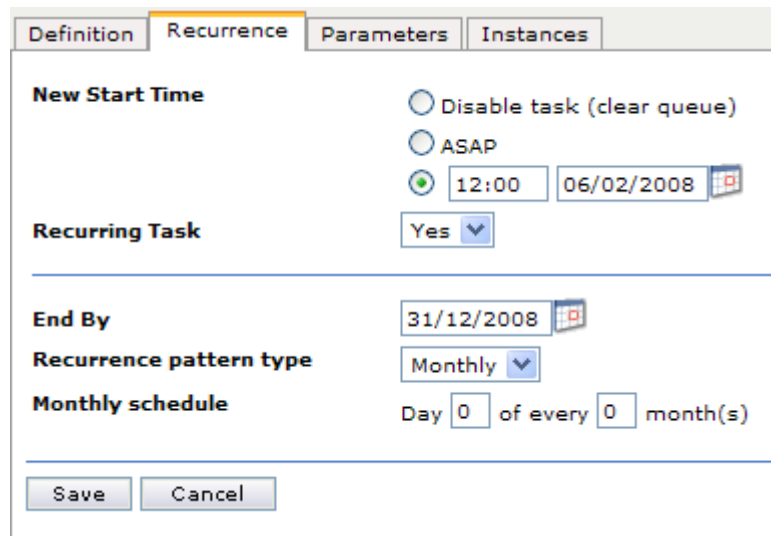 Definition Recurrence Parameters Instances
New Start Time
Disable task (clear queue)
ASAP
12:00 06/02/2008
Recurring Task Yes
End By 31/12/2008
Recurrence pattern type Monthly
Monthly schedule Day 0 of every 0 month(s)
Save Cancel